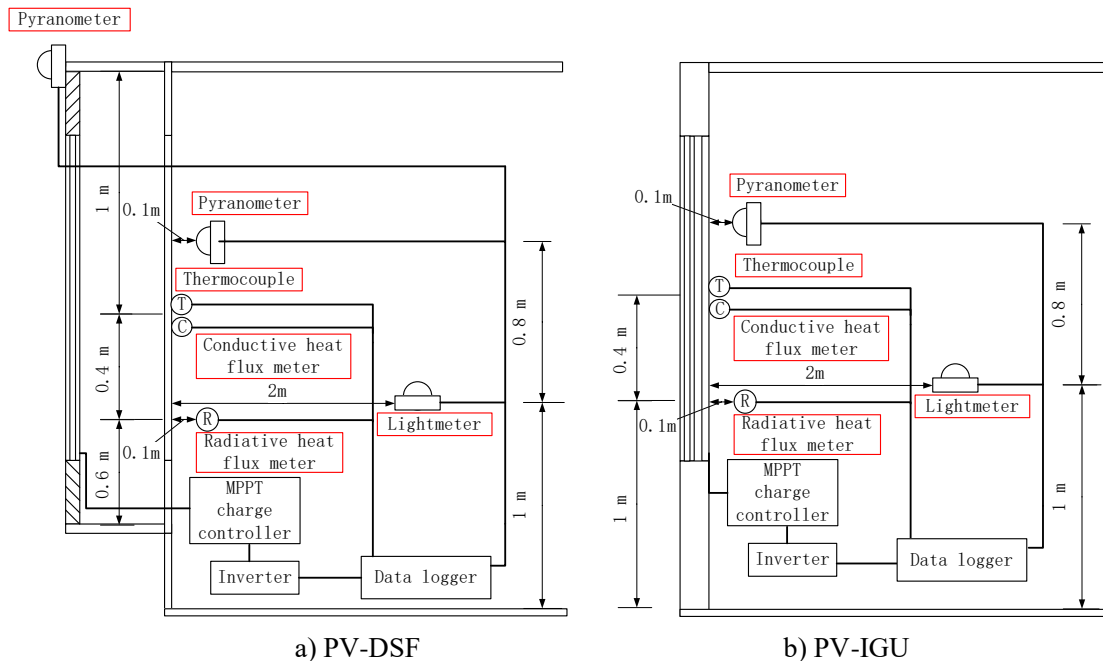 Pyranometer
1 m
0.1m
Pyranometer
Thermocouple
T
C
Conductive heat
flux meter
0.4 m
2m
0.8 m
R
Lightmeter
0.1m
Radiative heat
flux meter
0.6 m
MPPT
charge
controller
1 m
Inverter
Data logger
a) PV-DSF
Pyranometer
0.1m
Thermocouple
T
C
Conductive heat
flux meter
0.4 m
2m
0.8 m
R
Lightmeter
0.1m
Radiative heat
flux meter
MPPT
charge
controller
1 m
1 m
Inverter
Data logger
b) PV-IGU